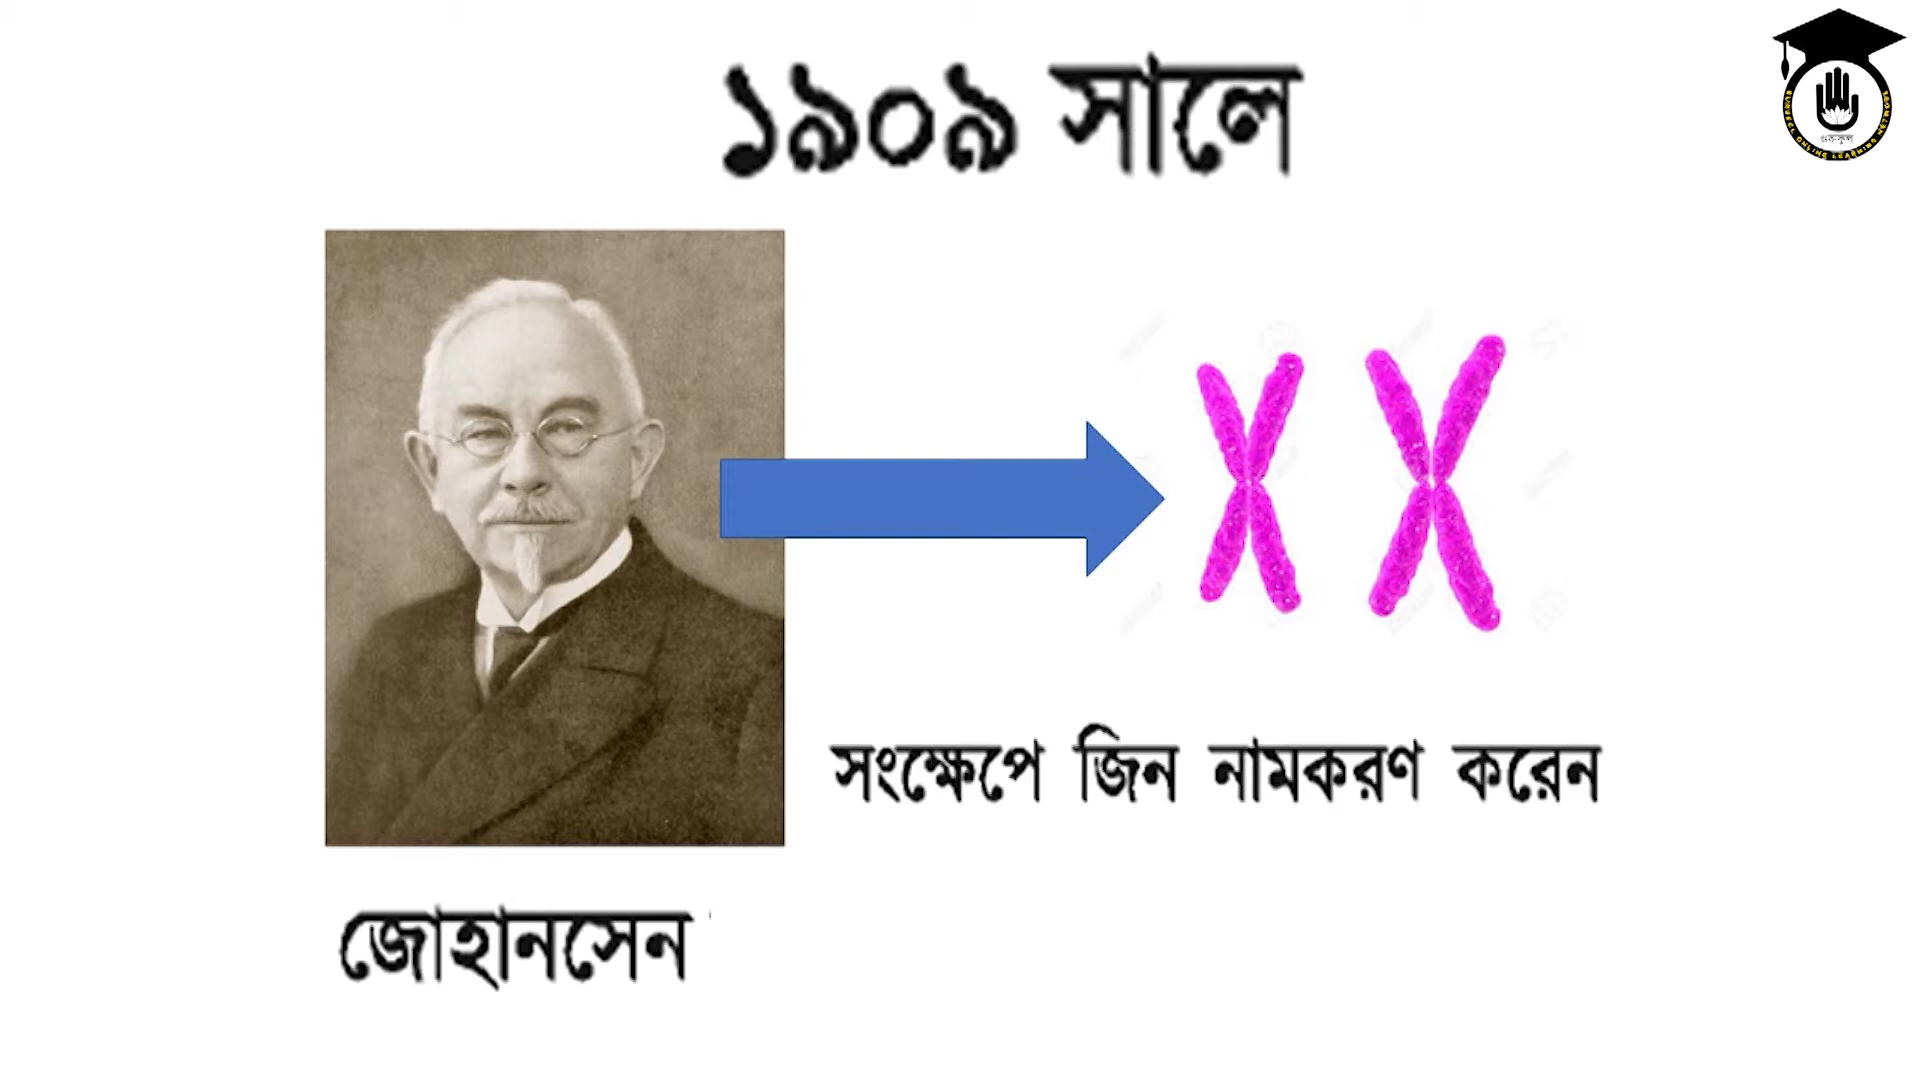 ১৯০৯ সালে
সংক্ষেপে জিন নামকরণ করেন
জোহানসেন